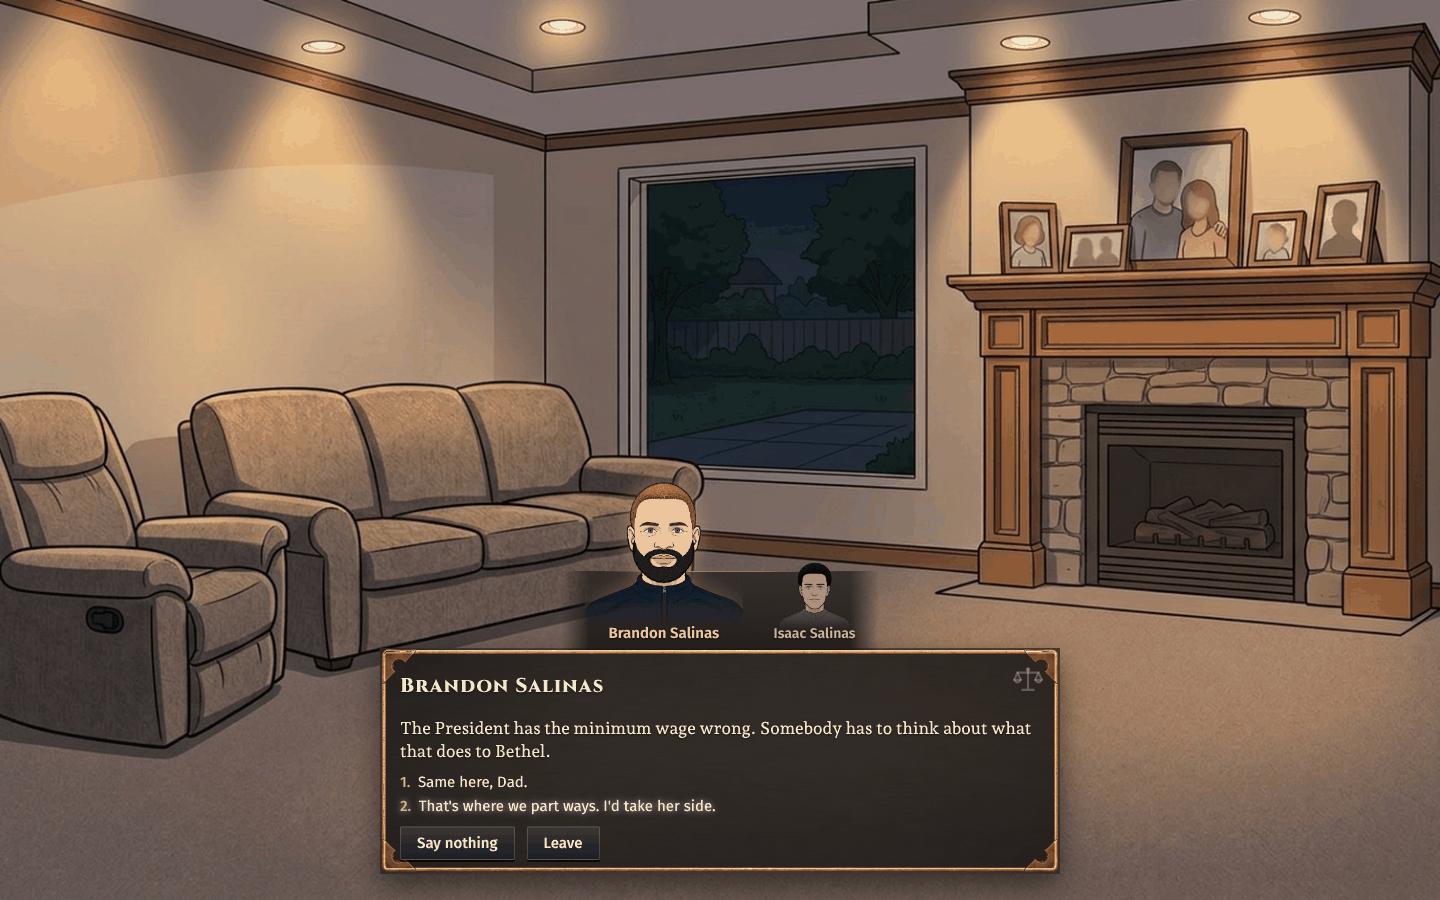 Brandon Salinas
Isaac Salinas
Brandon Salinas
The President has the minimum wage wrong. Somebody has to think about what
that does to Bethel.
1. Same here, Dad.
2. That's where we part ways. I'd take her side.
Say nothing
Leave